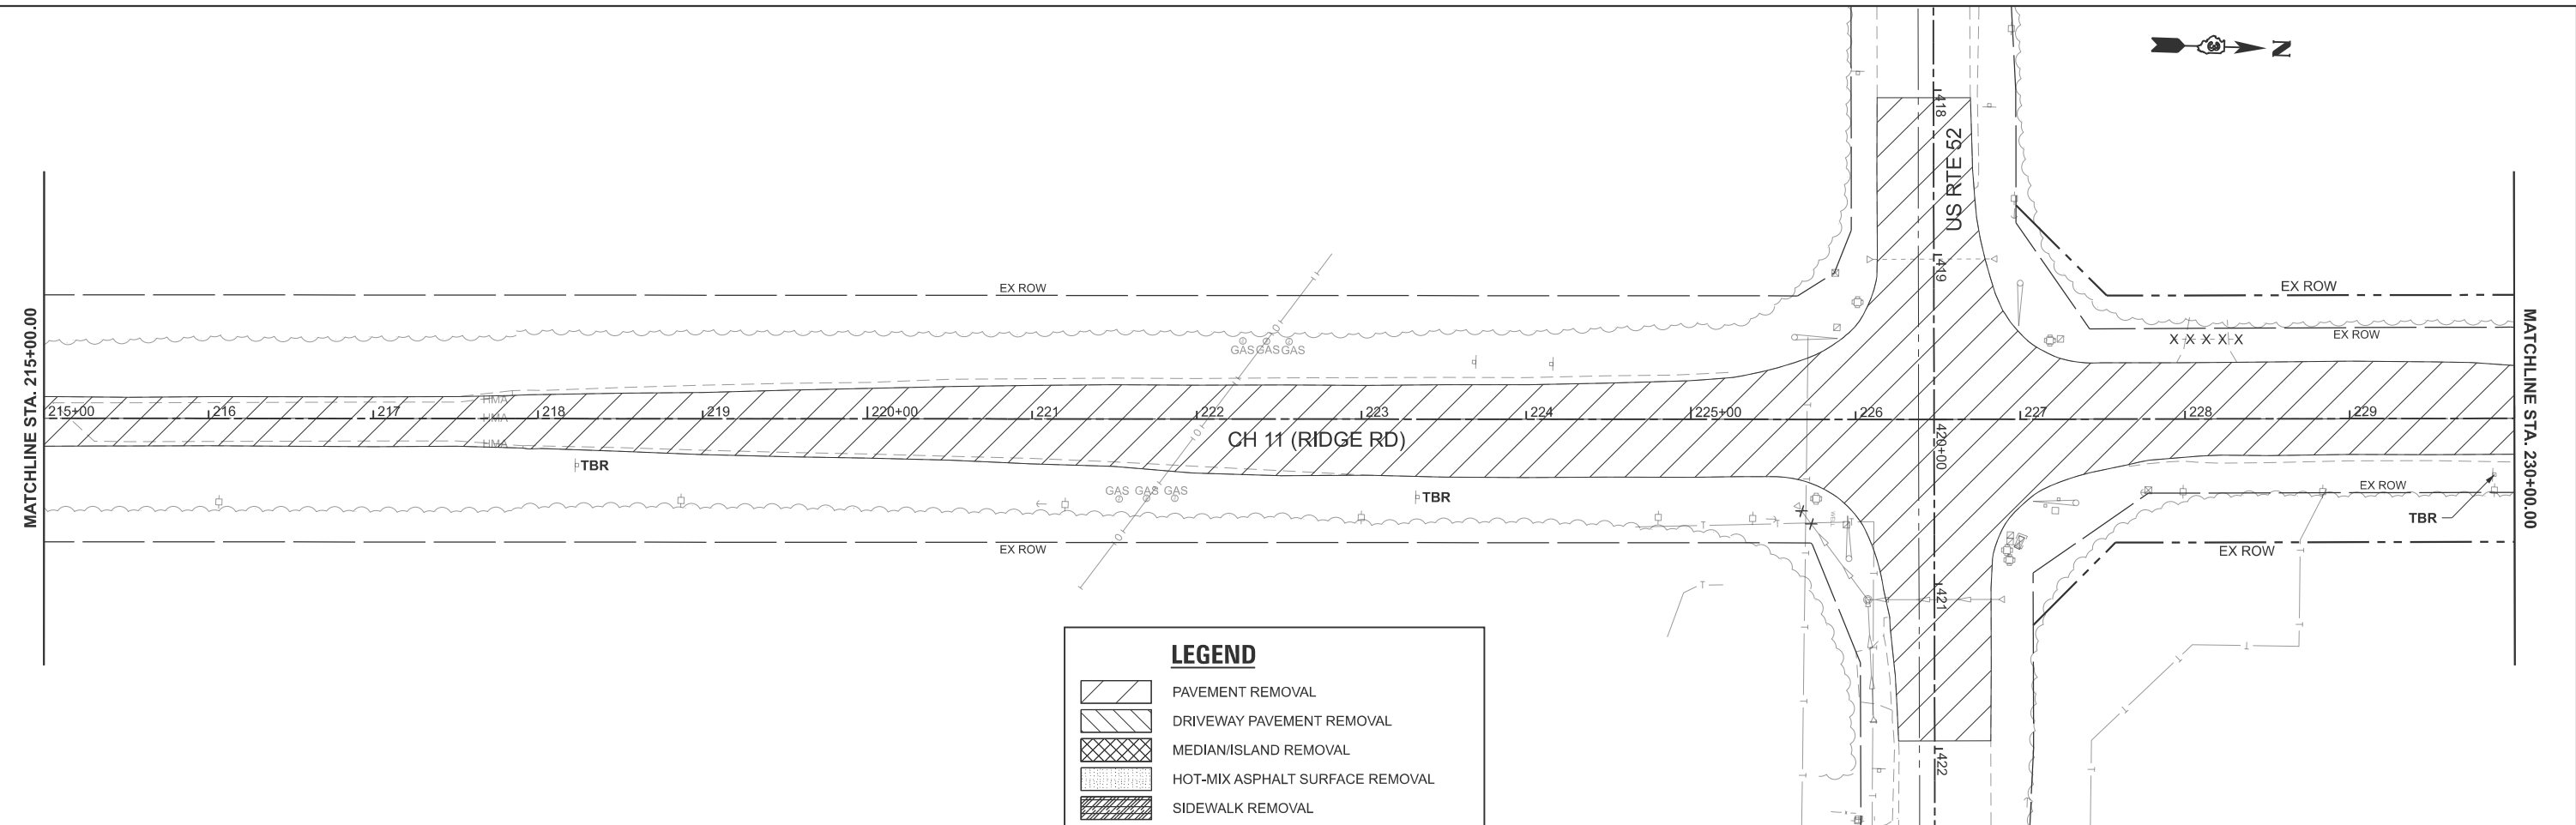 N
418
US RTE 52
419
EX ROW
EX ROW
EX ROW
EX ROW
GAS GAS GAS
X X X X X
MATCHLINE STA. 215+00.00
MATCHLINE STA. 230+00.00
HMA
HMA
HMA
215+00 216 217 218 219 220+00 221 222 223 224 225+00 226 227 228 229
CH 11 (RIDGE RD)
420+00
TBR
TBR
GAS GAS GAS
EX ROW
TBR
EX ROW
EX ROW
421
422
LEGEND
PAVEMENT REMOVAL
DRIVEWAY PAVEMENT REMOVAL
MEDIAN/ISLAND REMOVAL
HOT-MIX ASPHALT SURFACE REMOVAL
SIDEWALK REMOVAL